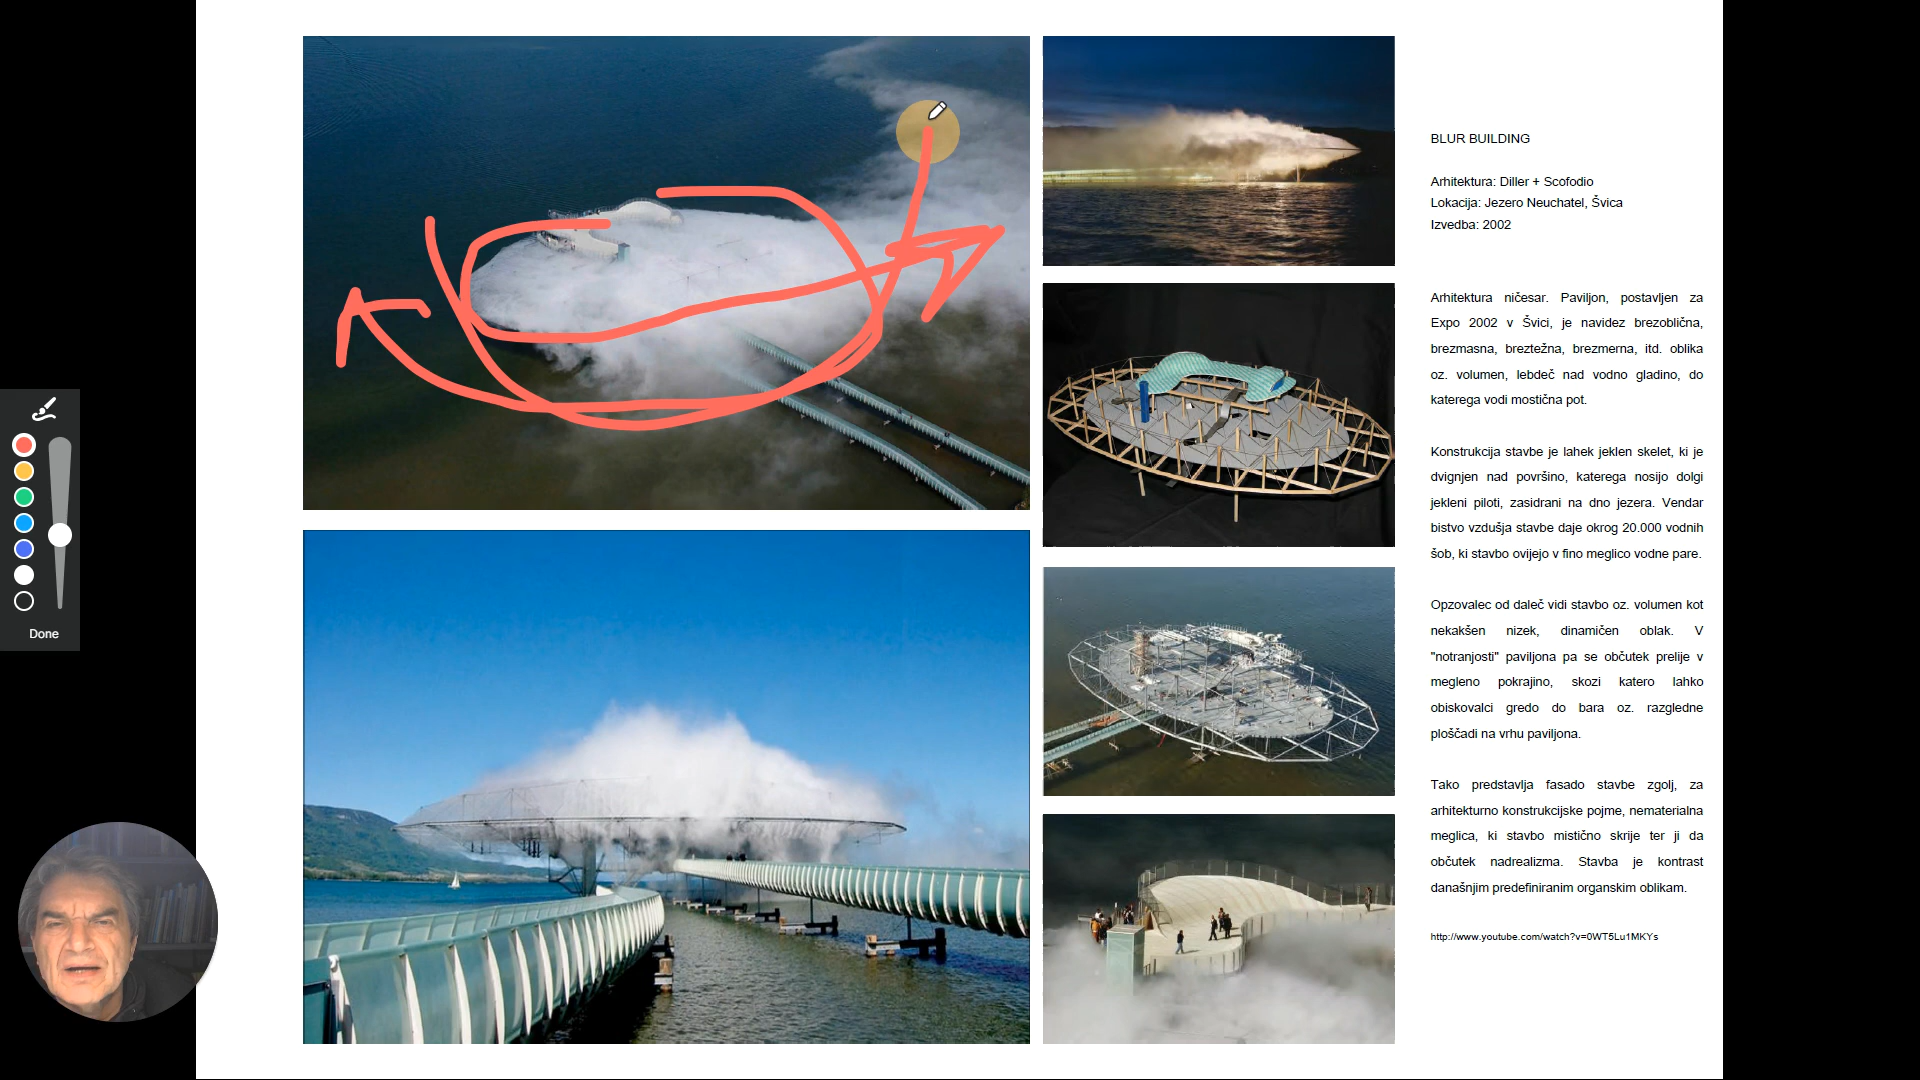 BLUR BUILDING
Arhitektura: Diller + Scofodio
Lokacija: Jezero Neuchatel, Švica
Izvedba: 2002
Arhitektura ničesar. Paviljon, postavljen za
Expo 2002 v Švici, je navidez brezoblična,
brezmasna, breztežna, brezmerna, itd. oblika
oz. volumen, lebdeč nad vodno gladino, do
katerega vodi mostična pot.
Konstrukcija stavbe je lahek jeklen skelet, ki je
dvignjen nad površino, katerega nosijo dolgi
jekleni piloti, zasidrani na dno jezera. Vendar
bistvo vzdušja stavbe daje okrog 20.000 vodnih
šob, ki stavbo ovijejo v fino meglico vodne pare.
Opzovalec od daleč vidi stavbo oz. volumen kot
nekakšen nizek, dinamičen oblak. V
"notranjosti" paviljona pa se občutek prelije v
megleno pokrajino, skozi katero lahko
obiskovalci gredo do bara oz. razgledne
ploščadi na vrhu paviljona.
Tako predstavlja fasado stavbe zgolj, za
arhitekturno konstrukcijske pojme, nematerialna
meglica, ki stavbo mistično skrije ter ji da
občutek nadrealizma. Stavba je kontrast
današnjim predefiniranim organskim oblikam.
http://www.youtube.com/watch?v=0WT5Lu1MKYs
Done